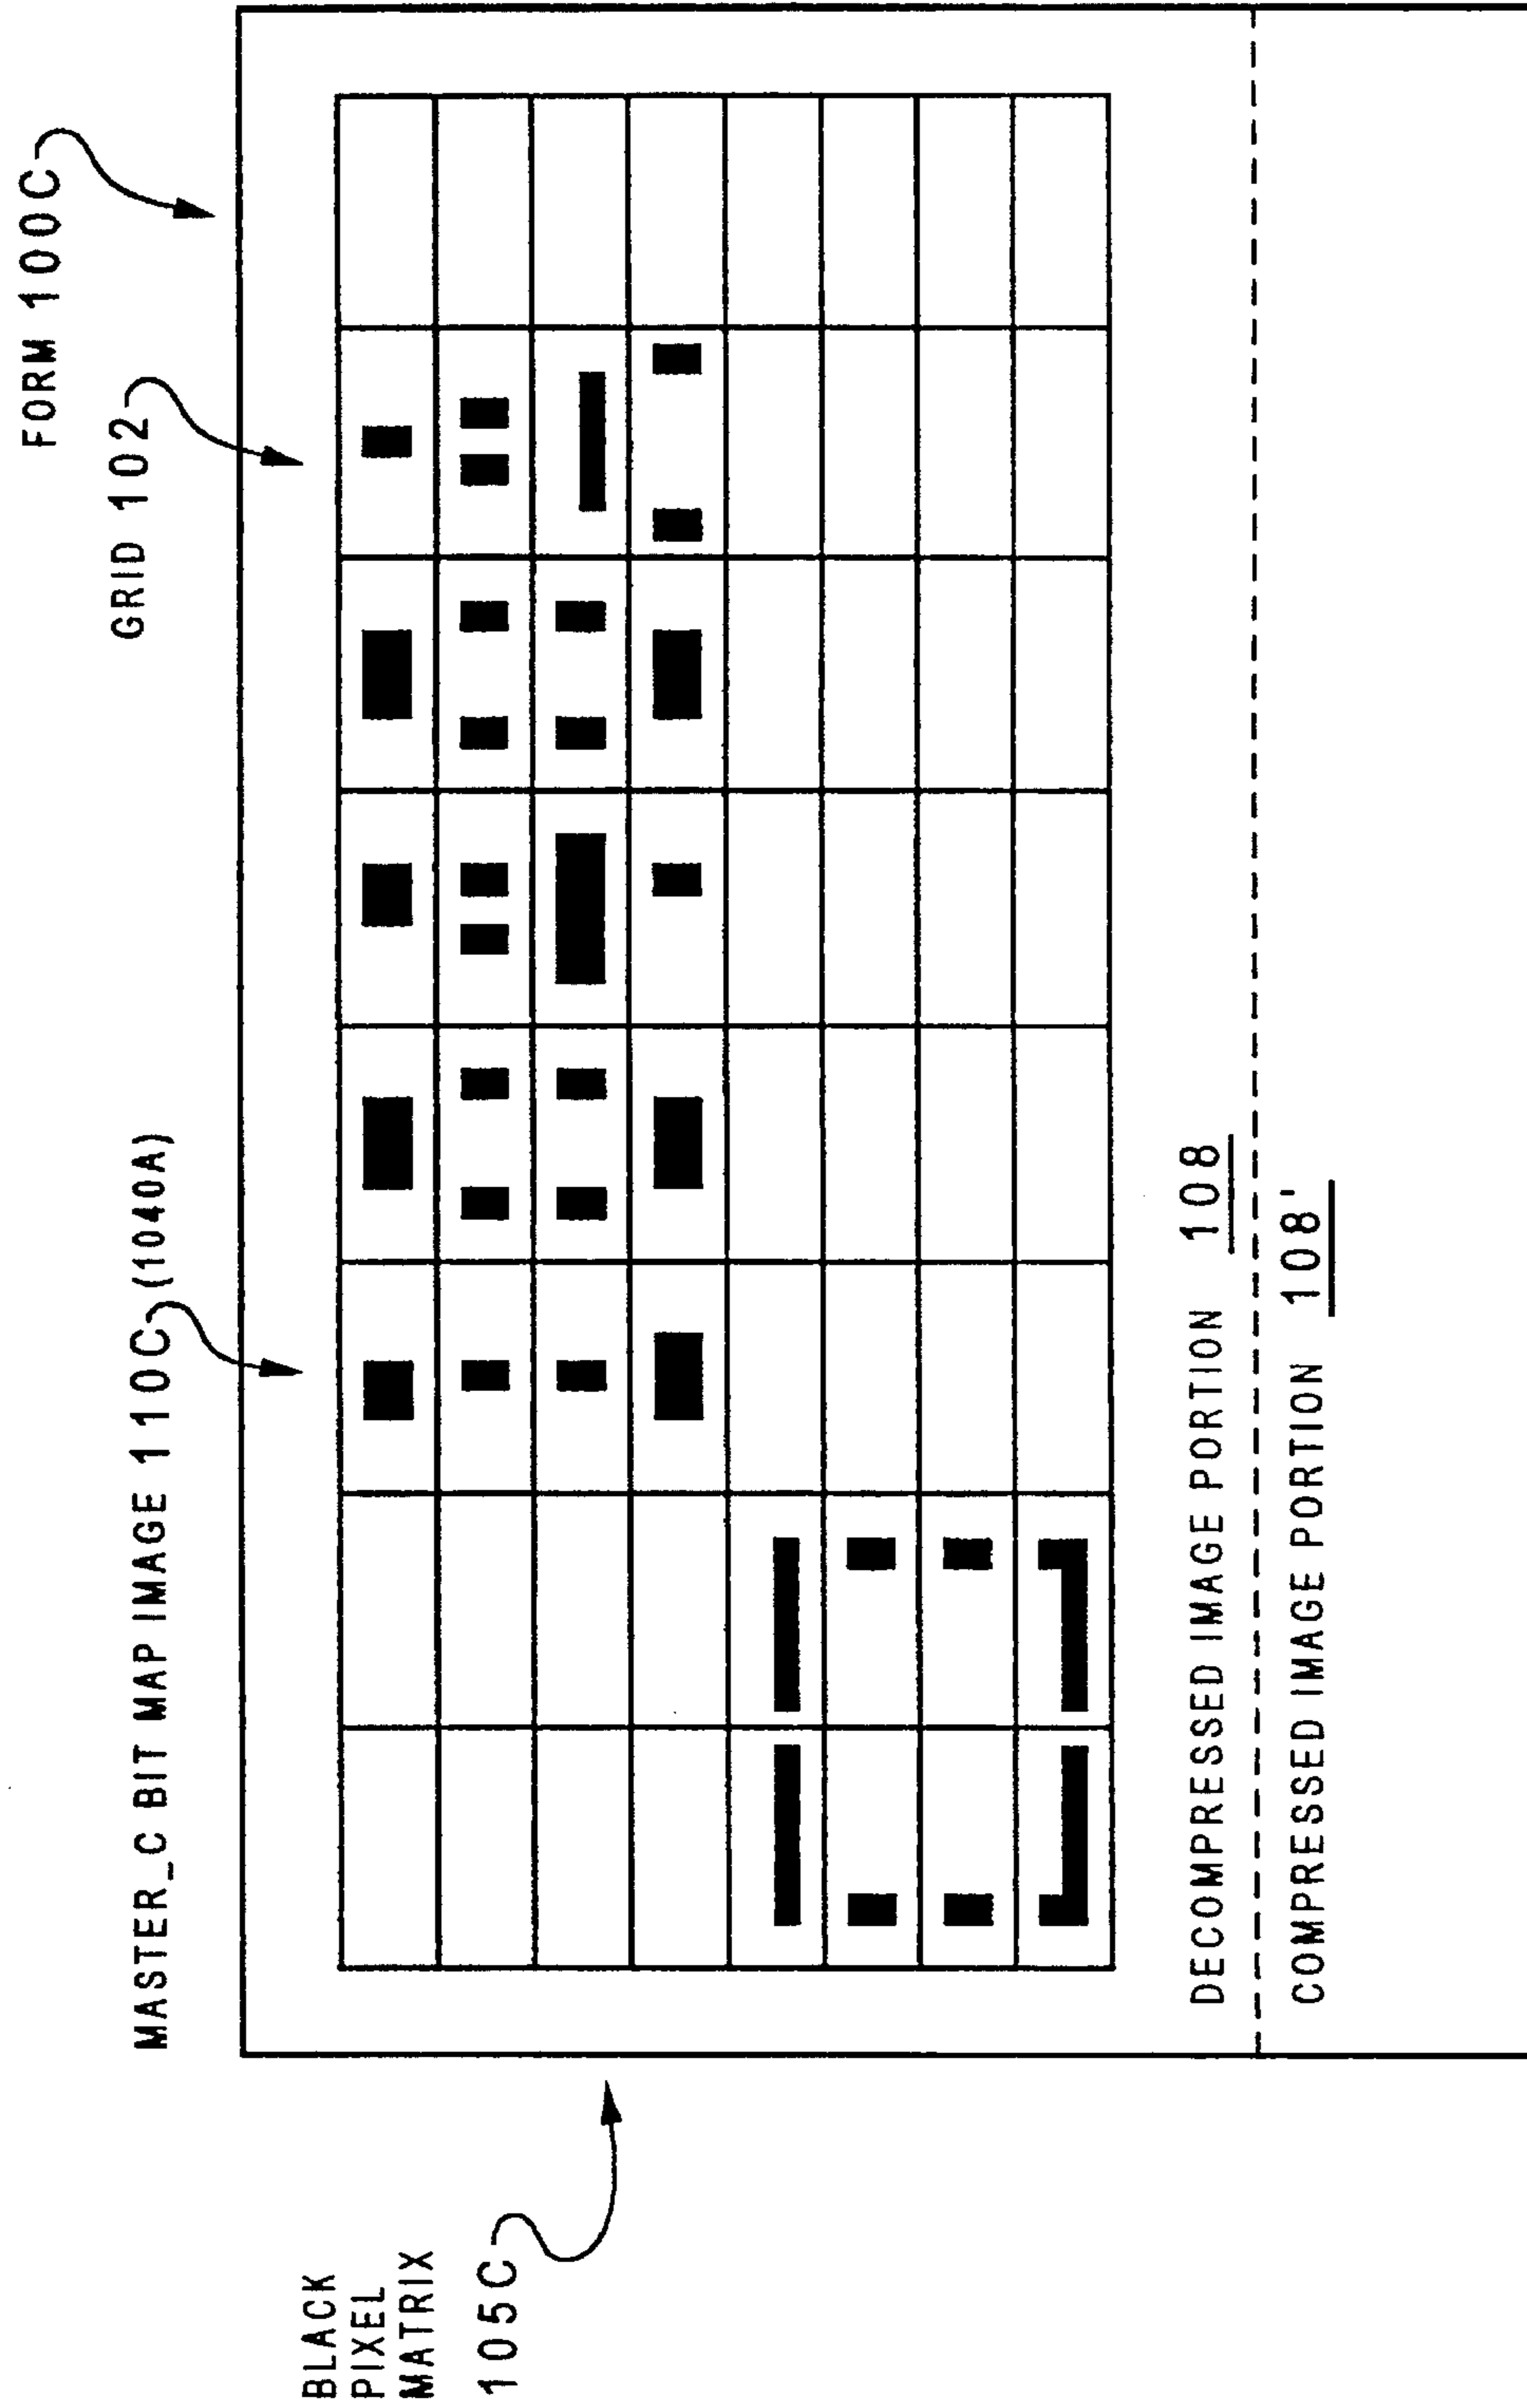 FORM 100C
GRID 102
MASTER_C BIT MAP IMAGE 110C (1040A)
BLACK
PIXEL
MATRIX
105C
DECOMPRESSED IMAGE PORTION 108
COMPRESSED IMAGE PORTION 108'